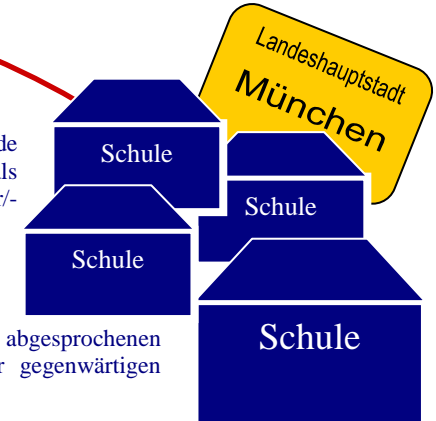 Landeshauptstadt
München
Schule
Schule
Schule
Schule
abgesprochenen
gegenwärtigen